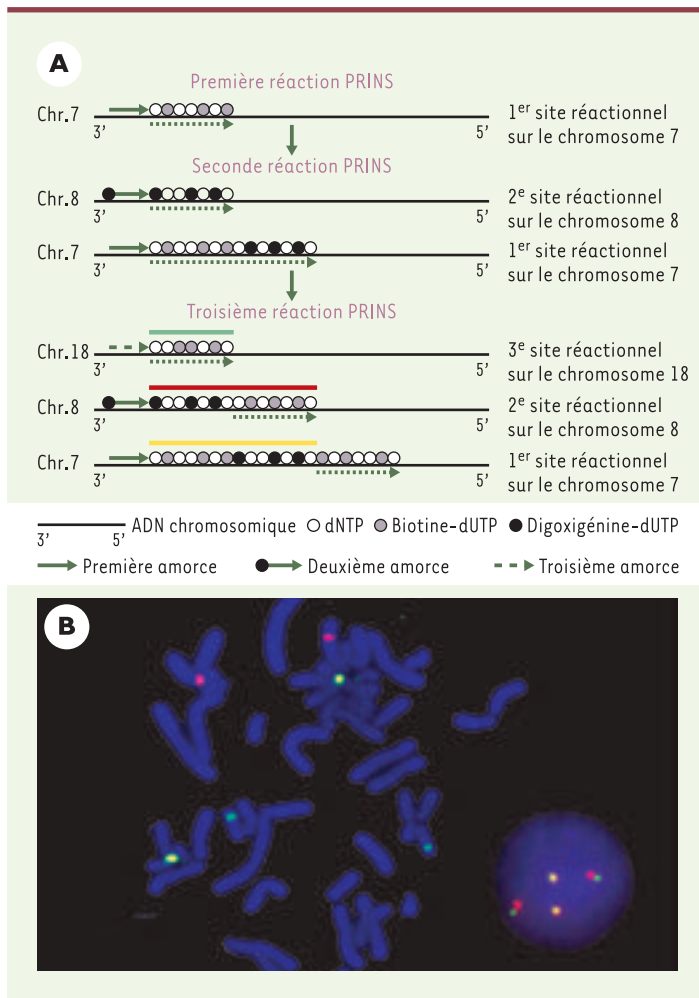 A
Première réaction PRINS
Chr.7
3’ 5’
1er site réactionnel
sur le chromosome 7
Seconde réaction PRINS
Chr.8
3’ 5’
2e site réactionnel
sur le chromosome 8
Chr.7
3’ 5’
1er site réactionnel
sur le chromosome 7
Troisième réaction PRINS
Chr.18
3’ 5’
3e site réactionnel
sur le chromosome 18
Chr.8
3’ 5’
2e site réactionnel
sur le chromosome 8
Chr.7
3’ 5’
1er site réactionnel
sur le chromosome 7
3’ 5’ ADN chromosomique dNTP Biotine-dUTP Digoxigénine-dUTP
Première amorce Deuxième amorce Troisième amorce
B